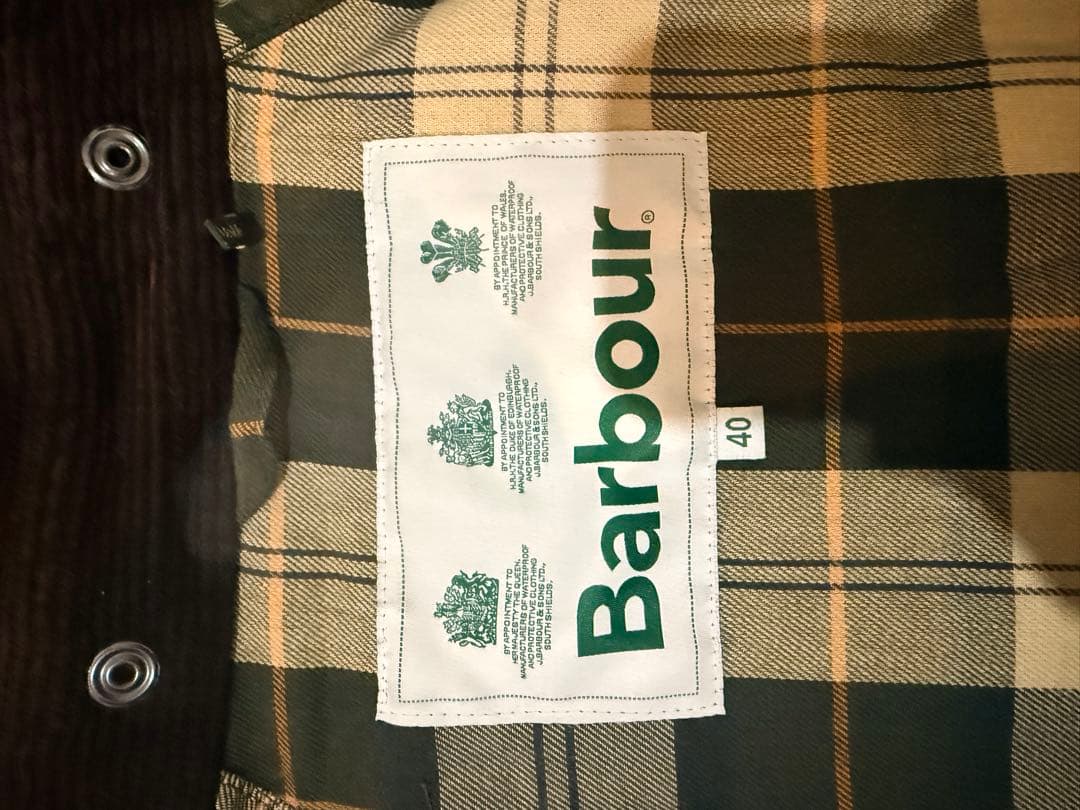 BY APPOINTMENT TO
HER MAJESTY THE QUEEN.
MANUFACTURERS OF WATERPROOF
AND PROTECTIVE CLOTHING
J.BARBOUR & SONS LTD.,
SOUTH SHIELDS.
BY APPOINTMENT TO
H.R.H.THE DUKE OF EDINBURGH.
MANUFACTURERS OF WATERPROOF
AND PROTECTIVE CLOTHING
J.BARBOUR & SONS LTD.,
SOUTH SHIELDS.
BY APPOINTMENT TO
H.R.H.THE PRINCE OF WALES.
MANUFACTURERS OF WATERPROOF
AND PROTECTIVE CLOTHING
J.BARBOUR & SONS LTD.,
SOUTH SHIELDS.
Barbour®
40